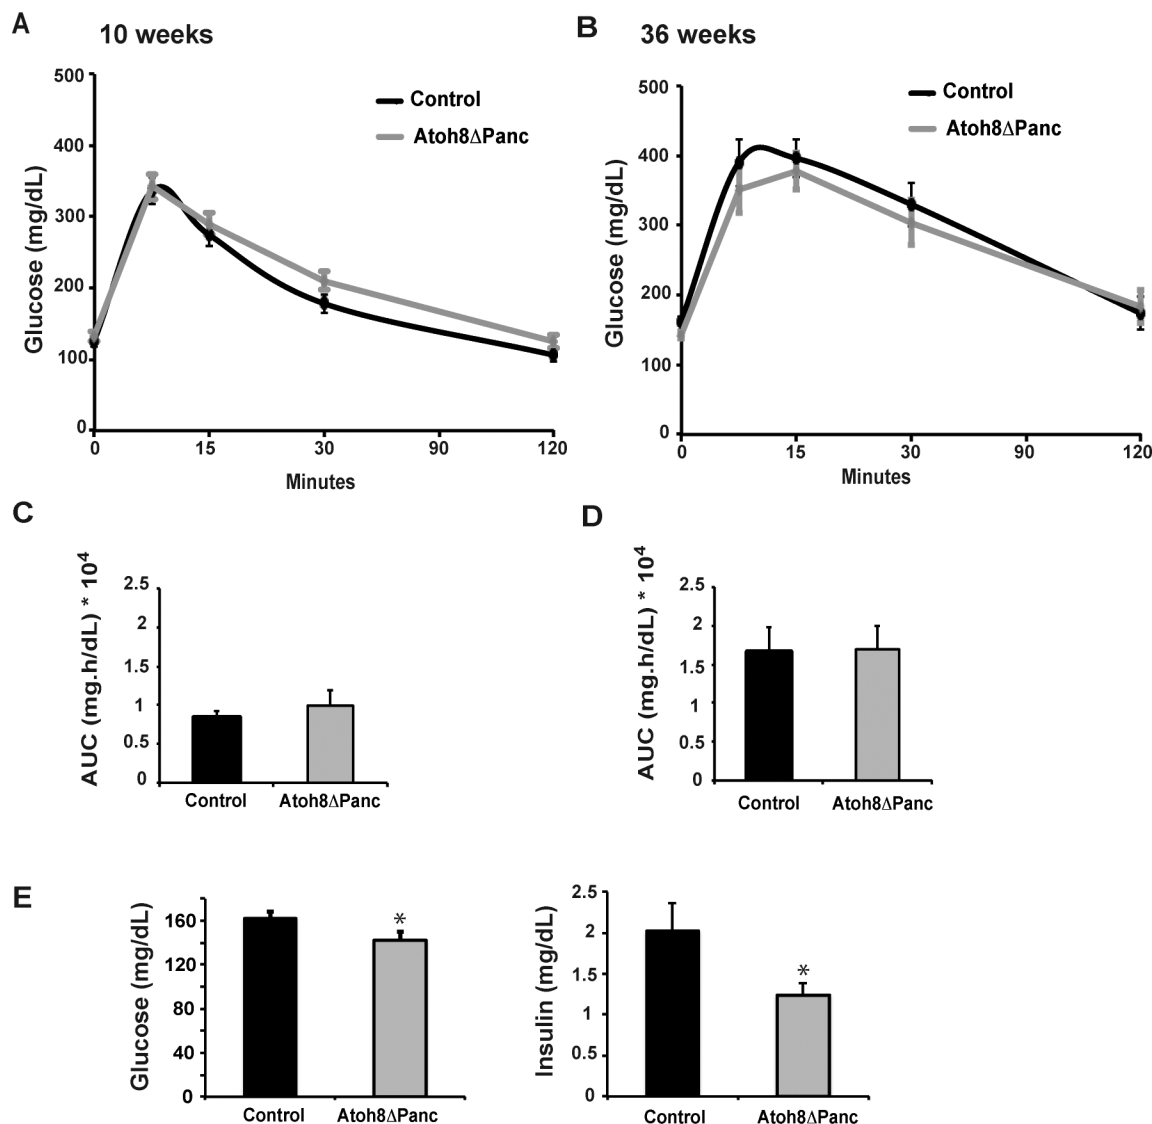 A
10 weeks
500
400
300
200
100
0
Glucose (mg/dL)
Control
Atoh8ΔPanc
0
15
30
90
120
Minutes
B
36 weeks
500
400
300
200
100
0
Glucose (mg/dL)
Control
Atoh8ΔPanc
0
15
30
90
120
Minutes
C
AUC (mg.h/dL) * 10⁴
2.5
2
1.5
1
0.5
0
Control
Atoh8ΔPanc
D
AUC (mg.h/dL) * 10⁴
2.5
2
1.5
1
0.5
0
Control
Atoh8ΔPanc
E
Glucose (mg/dL)
160
120
80
40
0
*
Control
Atoh8ΔPanc
Insulin (mg/dL)
2.5
2
1.5
1
0.5
0
*
Control
Atoh8ΔPanc